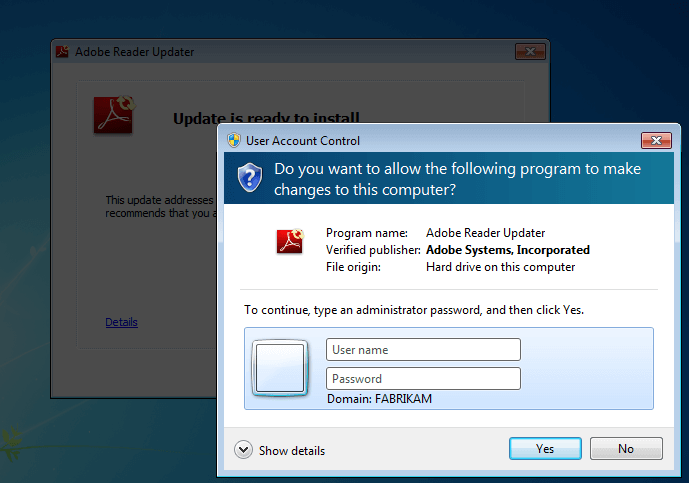 Adobe Reader Updater
Update is ready to install
This update addresses
recommends that you a
Details
User Account Control
Do you want to allow the following program to make
changes to this computer?
Program name: Adobe Reader Updater
Verified publisher: Adobe Systems, Incorporated
File origin: Hard drive on this computer
To continue, type an administrator password, and then click Yes.
User name
Password
Domain: FABRIKAM
Show details
Yes
No